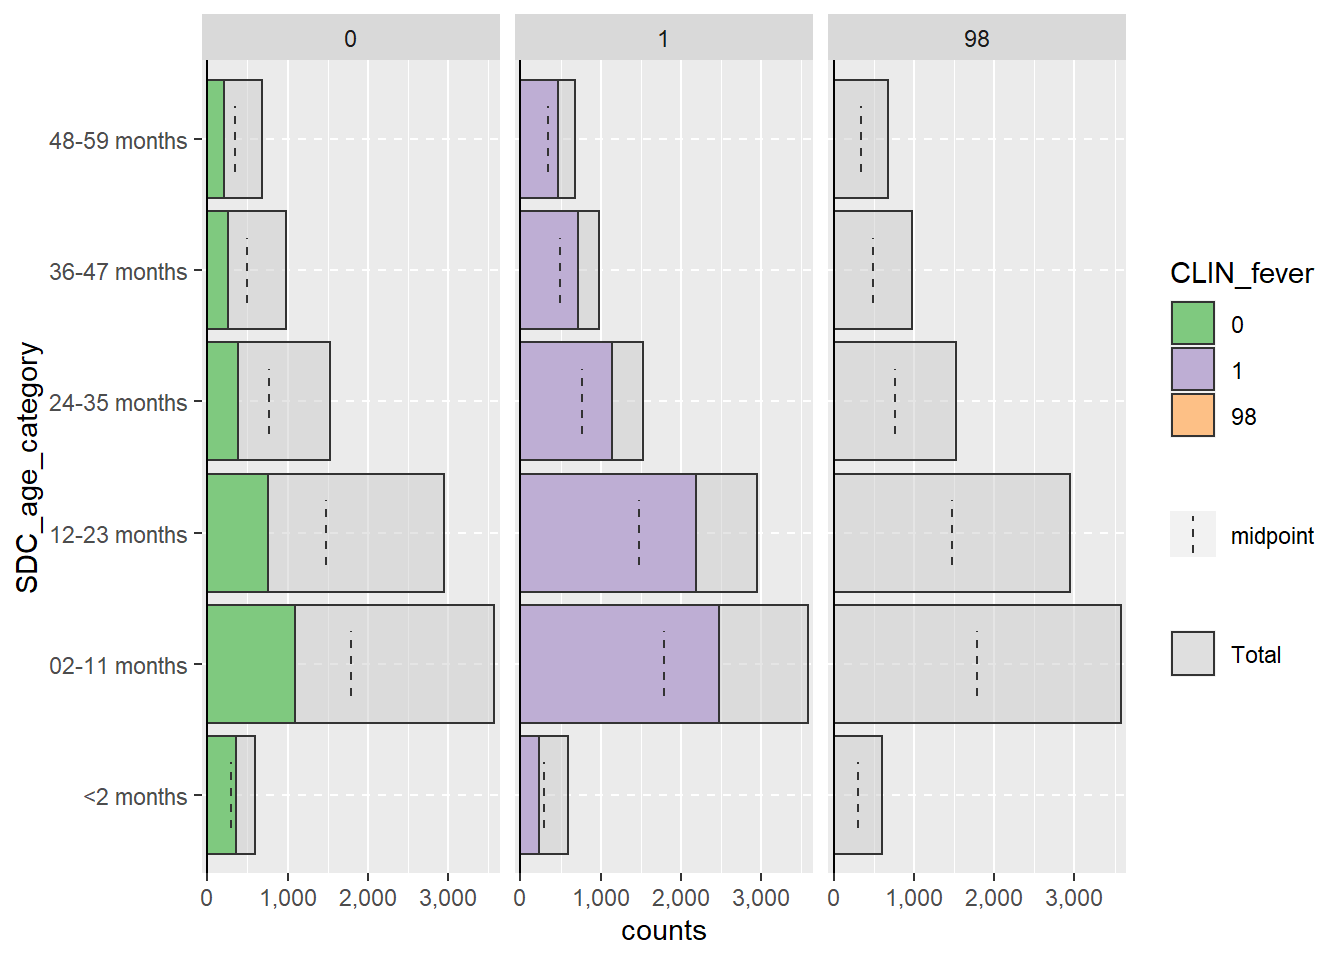 0 1 98
48-59 months
36-47 months
24-35 months
12-23 months
02-11 months
<2 months
SDC_age_category
0 1,000 2,000 3,000 0 1,000 2,000 3,000 0 1,000 2,000 3,000
counts
CLIN_fever
0
1
98
midpoint
Total